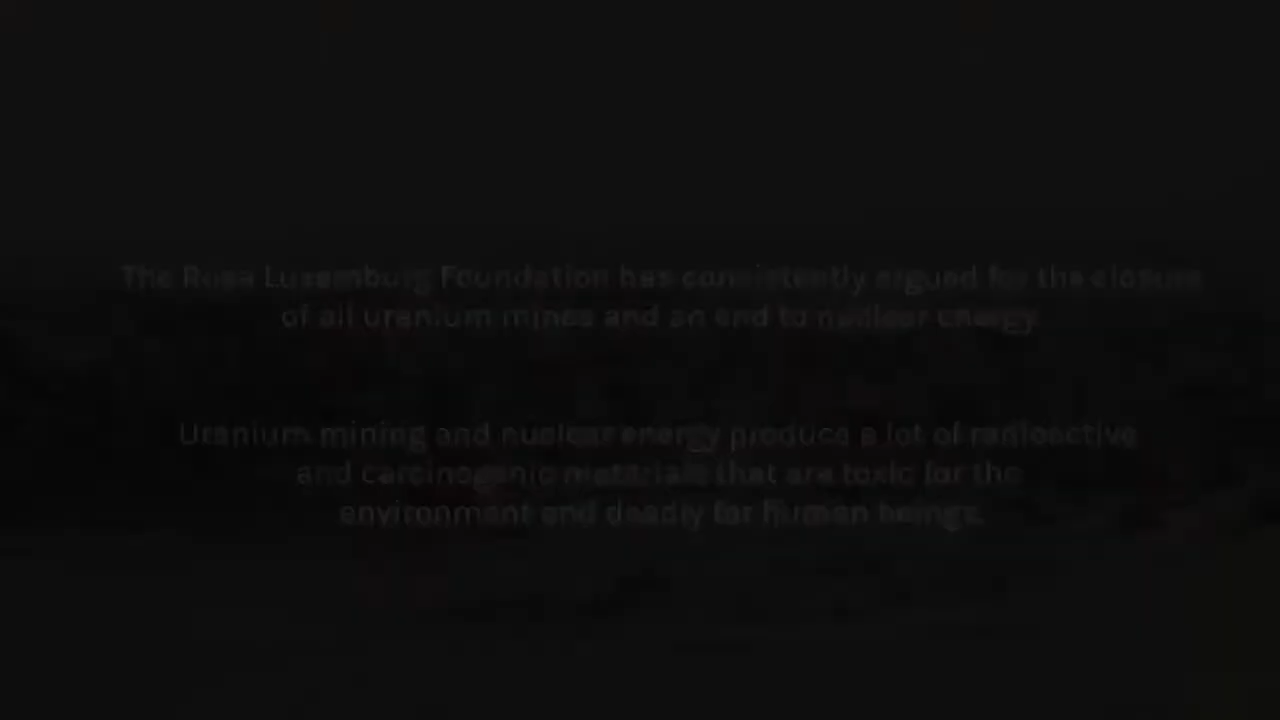 The Rosa Luxemburg Foundation has consistently argued for the closure
of all uranium mines and an end to nuclear energy.
Uranium mining and nuclear energy produce a lot of radioactive
and carcinogenic materials that are toxic for the
environment and deadly for human beings.